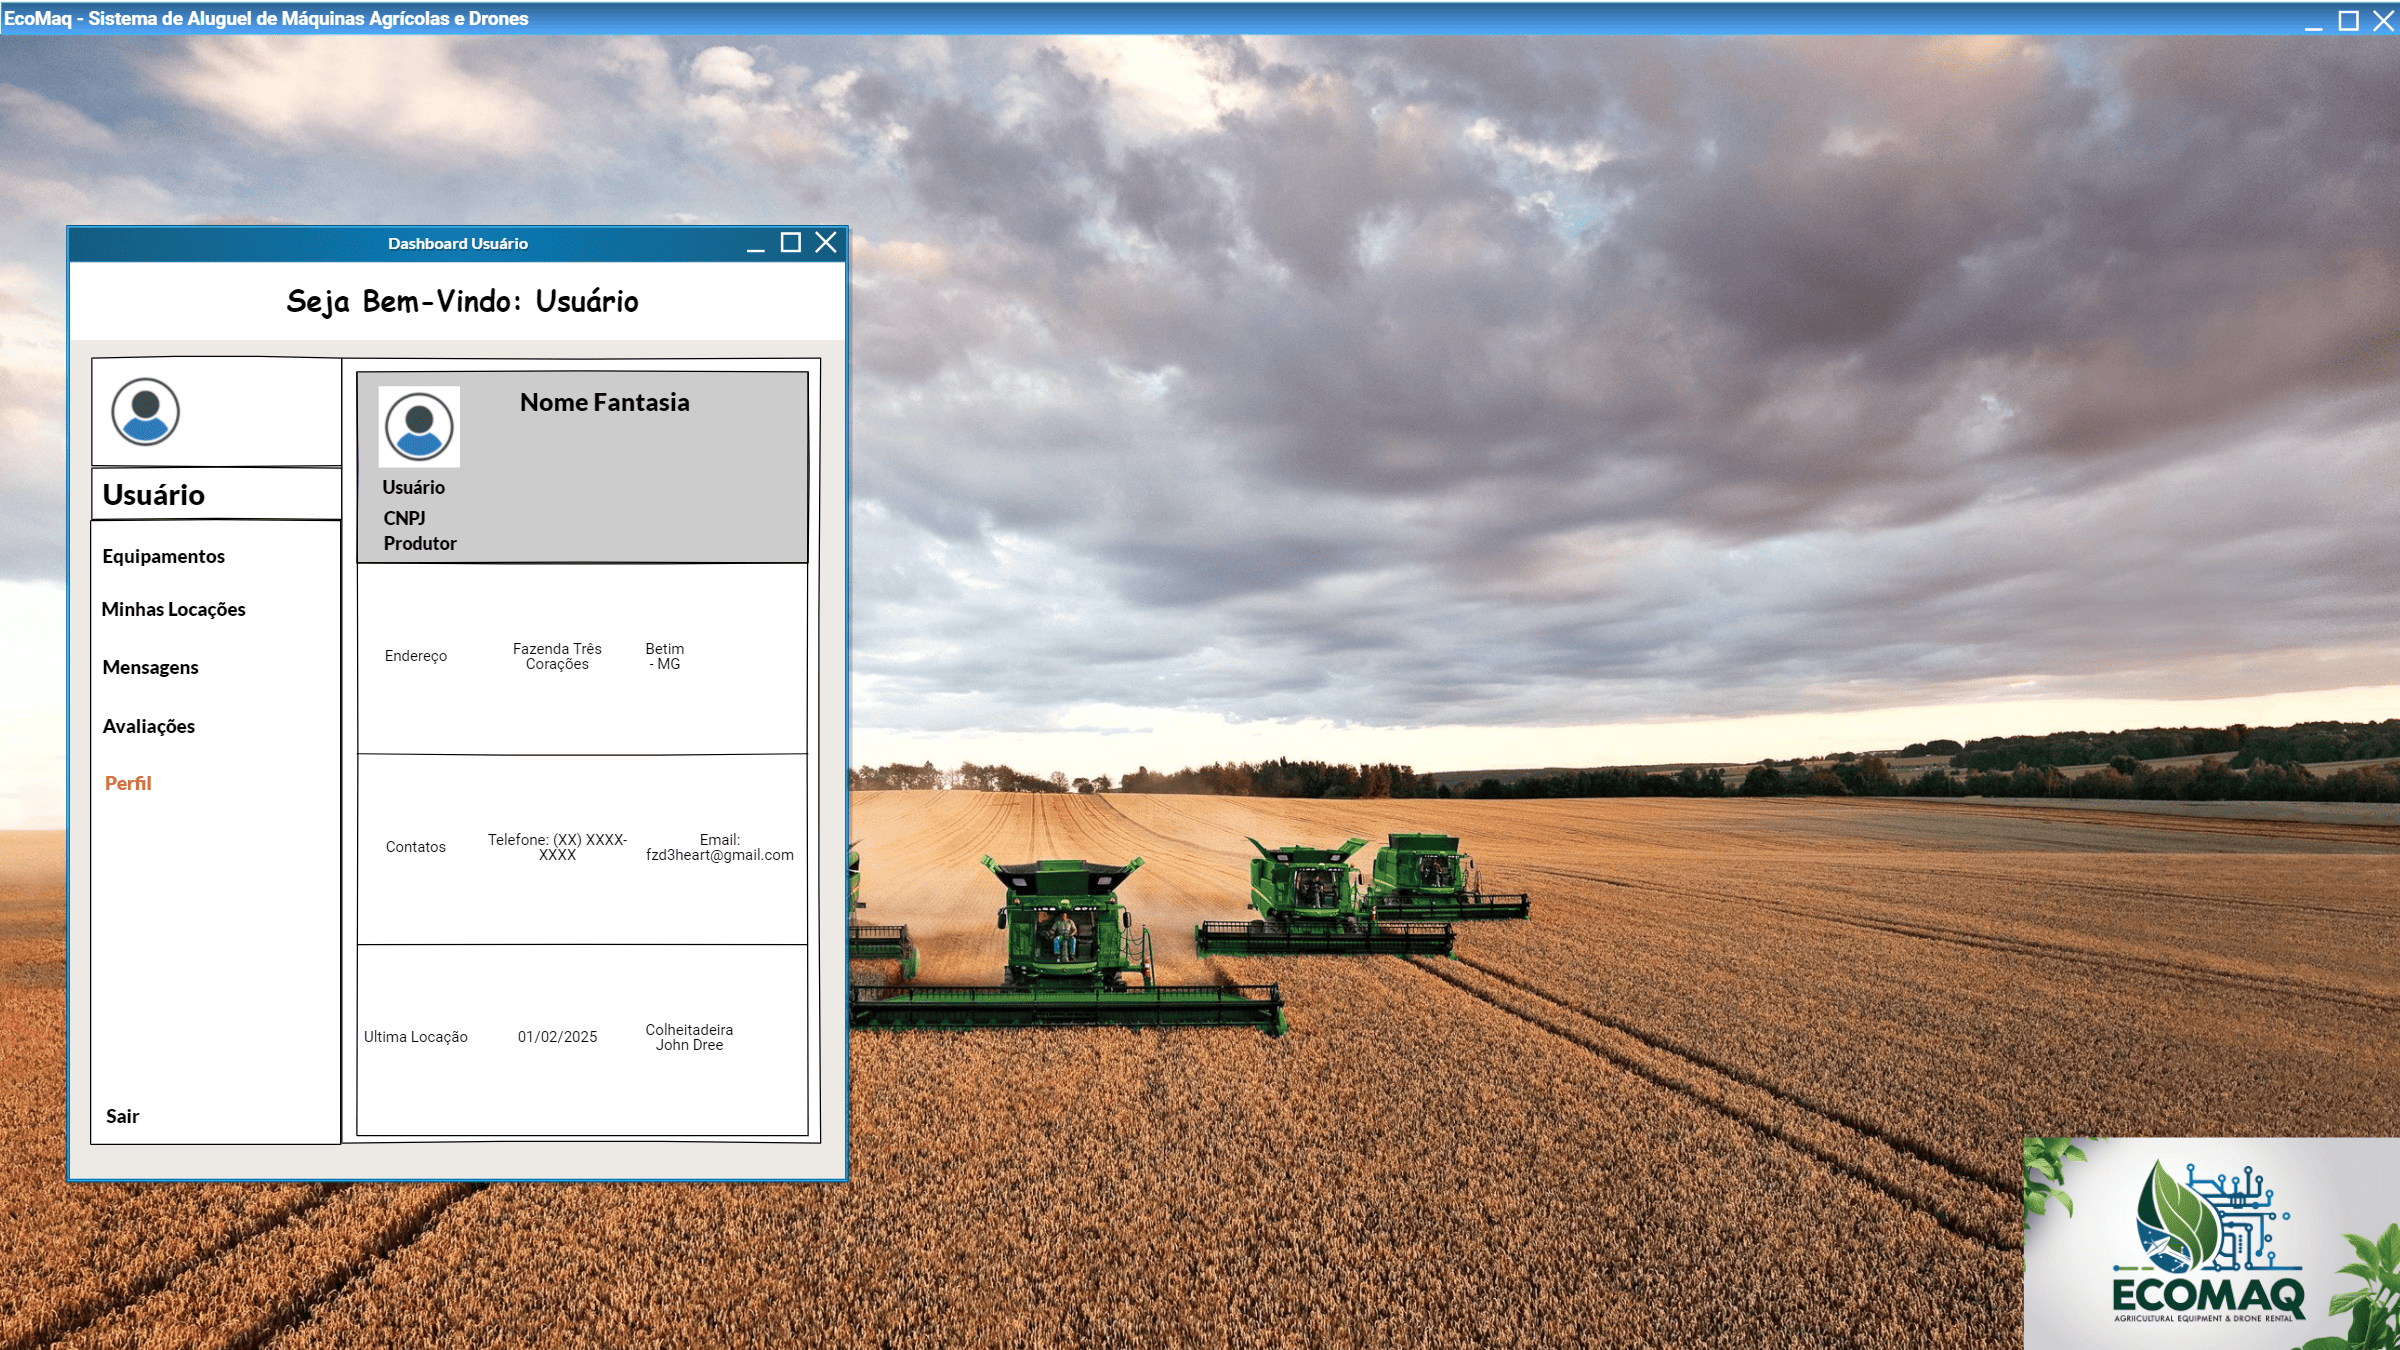 EcoMaq - Sistema de Aluguel de Máquinas Agrícolas e Drones
Dashboard Usuário
Seja Bem-Vindo: Usuário
Usuário
Equipamentos
Minhas Locações
Mensagens
Avaliações
Perfil
Sair
Nome Fantasia
Usuário
CNPJ
Produtor
Endereço
Fazenda Três
Corações
Betim
- MG
Contatos
Telefone: (XX) XXXX-
XXXX
Email:
fzd3heart@gmail.com
Ultima Locação
01/02/2025
Colheitadeira
John Dree
ECOMAQ
AGRIICULTURAL EQUIPMENT & DRONE RENTAL